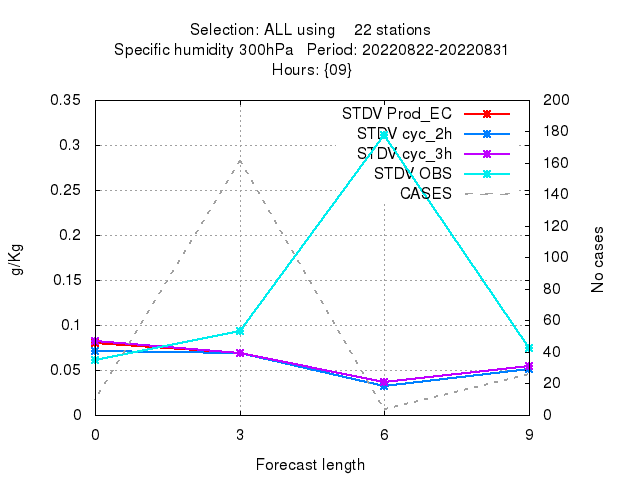 Selection: ALL using    22 stations
Specific humidity 300hPa   Period: 20220822-20220831
Hours: {09}
0.35
0.3
0.25
0.2
0.15
0.1
0.05
0
g/Kg
STDV Prod_EC
STDV cyc_2h
STDV cyc_3h
STDV OBS
CASES
200
180
160
140
120
100
80
60
40
20
0
No cases
0 3 6 9
Forecast length